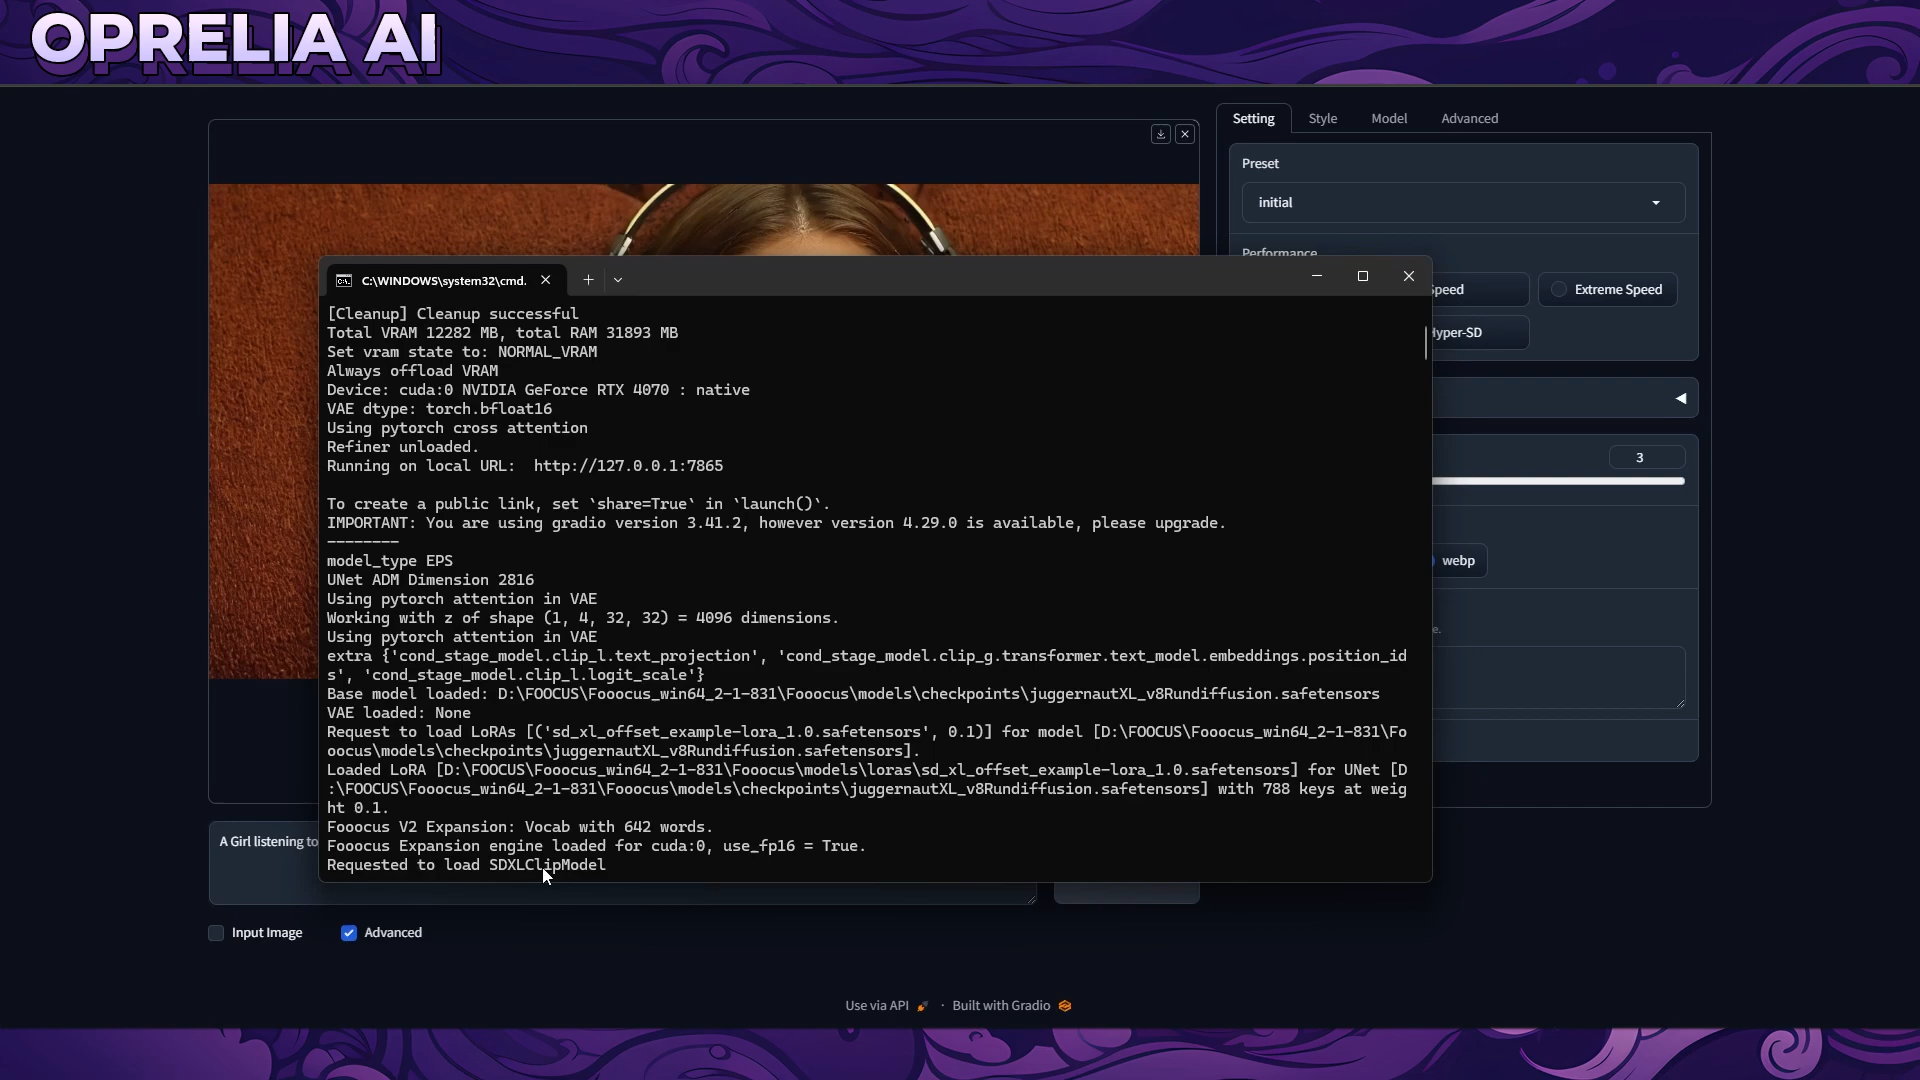 OPRELIA AI
Setting Style Model Advanced
Preset
initial
Performance
Speed
Extreme Speed
Hyper-SD
3
webp
C:\WINDOWS\system32\cmd.
[Cleanup] Cleanup successful
Total VRAM 12282 MB, total RAM 31893 MB
Set vram state to: NORMAL_VRAM
Always offload VRAM
Device: cuda:0 NVIDIA GeForce RTX 4070 : native
VAE dtype: torch.bfloat16
Using pytorch cross attention
Refiner unloaded.
Running on local URL:  http://127.0.0.1:7865
To create a public link, set `share=True` in `launch()`.
IMPORTANT: You are using gradio version 3.41.2, however version 4.29.0 is available, please upgrade.
--------
model_type EPS
UNet ADM Dimension 2816
Using pytorch attention in VAE
Working with z of shape (1, 4, 32, 32) = 4096 dimensions.
Using pytorch attention in VAE
extra {'cond_stage_model.clip_l.text_projection', 'cond_stage_model.clip_g.transformer.text_model.embeddings.position_id
s', 'cond_stage_model.clip_l.logit_scale'}
Base model loaded: D:\FOOCUS\Fooocus_win64_2-1-831\Fooocus\models\checkpoints\juggernautXL_v8Rundiffusion.safetensors
VAE loaded: None
Request to load LoRAs [('sd_xl_offset_example-lora_1.0.safetensors', 0.1)] for model [D:\FOOCUS\Fooocus_win64_2-1-831\Fo
oocus\models\checkpoints\juggernautXL_v8Rundiffusion.safetensors].
Loaded LoRA [D:\FOOCUS\Fooocus_win64_2-1-831\Fooocus\models\loras\sd_xl_offset_example-lora_1.0.safetensors] for UNet [D
:\FOOCUS\Fooocus_win64_2-1-831\Fooocus\models\checkpoints\juggernautXL_v8Rundiffusion.safetensors] with 788 keys at weig
ht 0.1.
Fooocus V2 Expansion: Vocab with 642 words.
Fooocus Expansion engine loaded for cuda:0, use_fp16 = True.
Requested to load SDXLClipModel
A Girl listening to
Input Image
Advanced
Use via API · Built with Gradio